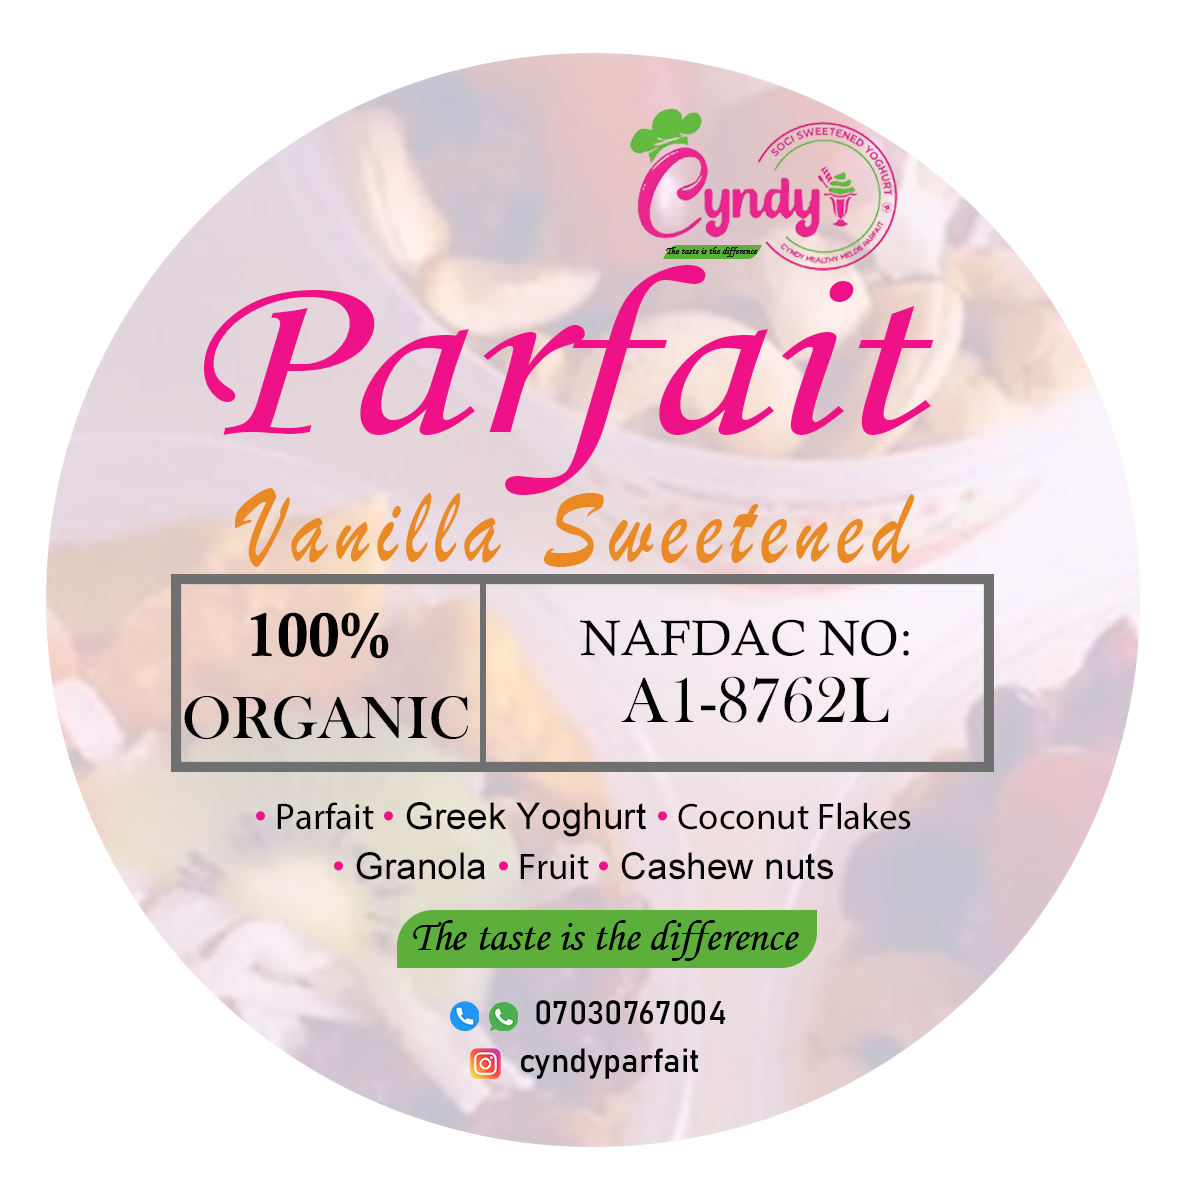 SOCI SWEETENED YOGHURT
Cyndy
CYNDY HEALTHY MELDS PARFAIT
The taste is the difference
Parfait
Vanilla Sweetened
100%
ORGANIC
NAFDAC NO:
A1-8762L
• Parfait • Greek Yoghurt • Coconut Flakes
• Granola • Fruit • Cashew nuts
The taste is the difference
07030767004
cyndyparfait